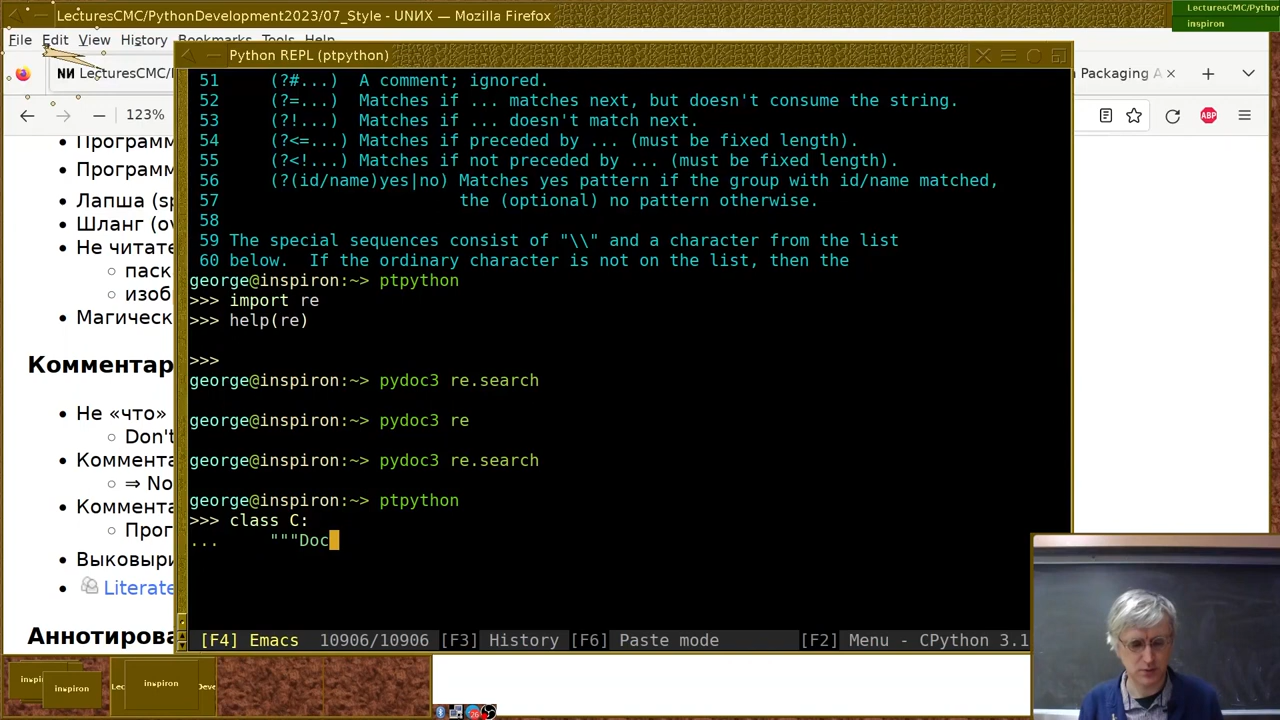 LecturesCMC/PythonDevelopment2023/07_Style - UNИX — Mozilla Firefox
LecturesCMC/Pytho
inspiron
File Edit View History Bookmarks Tools Help
Python REPL (ptpython)
NИ LecturesCMC/
Packaging A
123%
Программ
Программ
Лапша (sp
Шланг (ov
Не читате
паск
изоб
Магическ
Комментар
Не «что»
Don't
Коммента
⇒ No
Коммента
Прог
Выковыри
Literate
Аннотирова
51 (?#...) A comment; ignored.
52 (?=...) Matches if ... matches next, but doesn't consume the string.
53 (?!...) Matches if ... doesn't match next.
54 (?<=...) Matches if preceded by ... (must be fixed length).
55 (?<!...) Matches if not preceded by ... (must be fixed length).
56 (?(id/name)yes|no) Matches yes pattern if the group with id/name matched,
57 the (optional) no pattern otherwise.
58
59 The special sequences consist of "\\" and a character from the list
60 below. If the ordinary character is not on the list, then the
george@inspiron:~> ptpython
>>> import re
>>> help(re)
>>>
george@inspiron:~> pydoc3 re.search
george@inspiron:~> pydoc3 re
george@inspiron:~> pydoc3 re.search
george@inspiron:~> ptpython
>>> class C:
... """Doc
[F4] Emacs 10906/10906 [F3] History [F6] Paste mode [F2] Menu - CPython 3.1
inspiron
inspiron